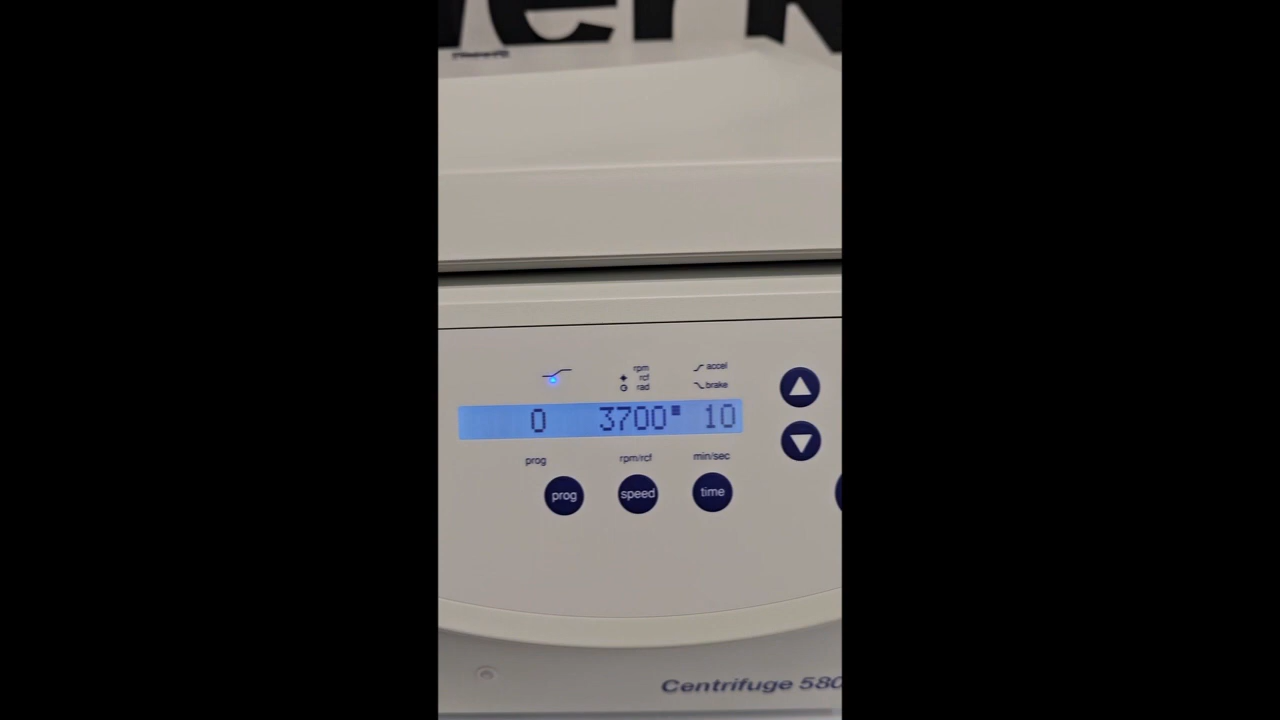 rpm
rcf
rad
accel
brake
0 3700 10
prog rpm/rcf min/sec
prog speed time
Centrifuge 580